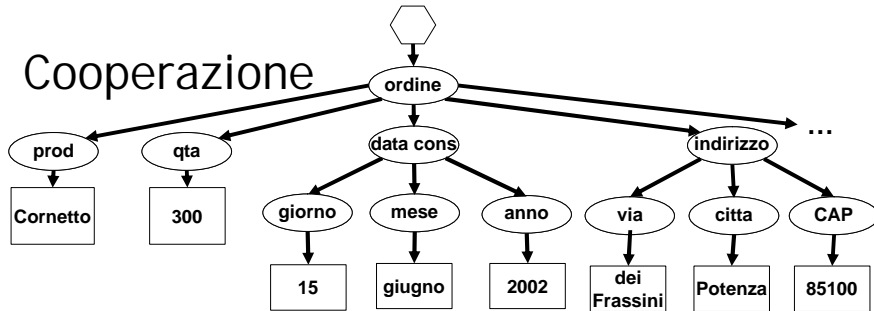 Cooperazione
ordine
...
prod
qta
data cons
indirizzo
Cornetto
300
giorno
mese
anno
via
citta
CAP
15
giugno
2002
dei
Frassini
Potenza
85100